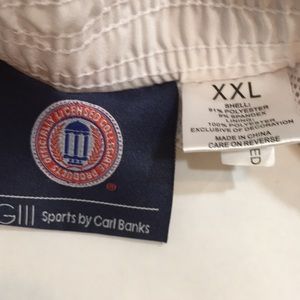 OFFICIALLY LICENSED COLLEGIATE PRODUCTS
®
GIII Sports by Carl Banks
XXL
SHELL:
91% POLYESTER
9% SPANDEX
LINING:
100% POLYESTER
EXCLUSIVE OF DECORATION
MADE IN CHINA
CARE ON REVERSE
ED